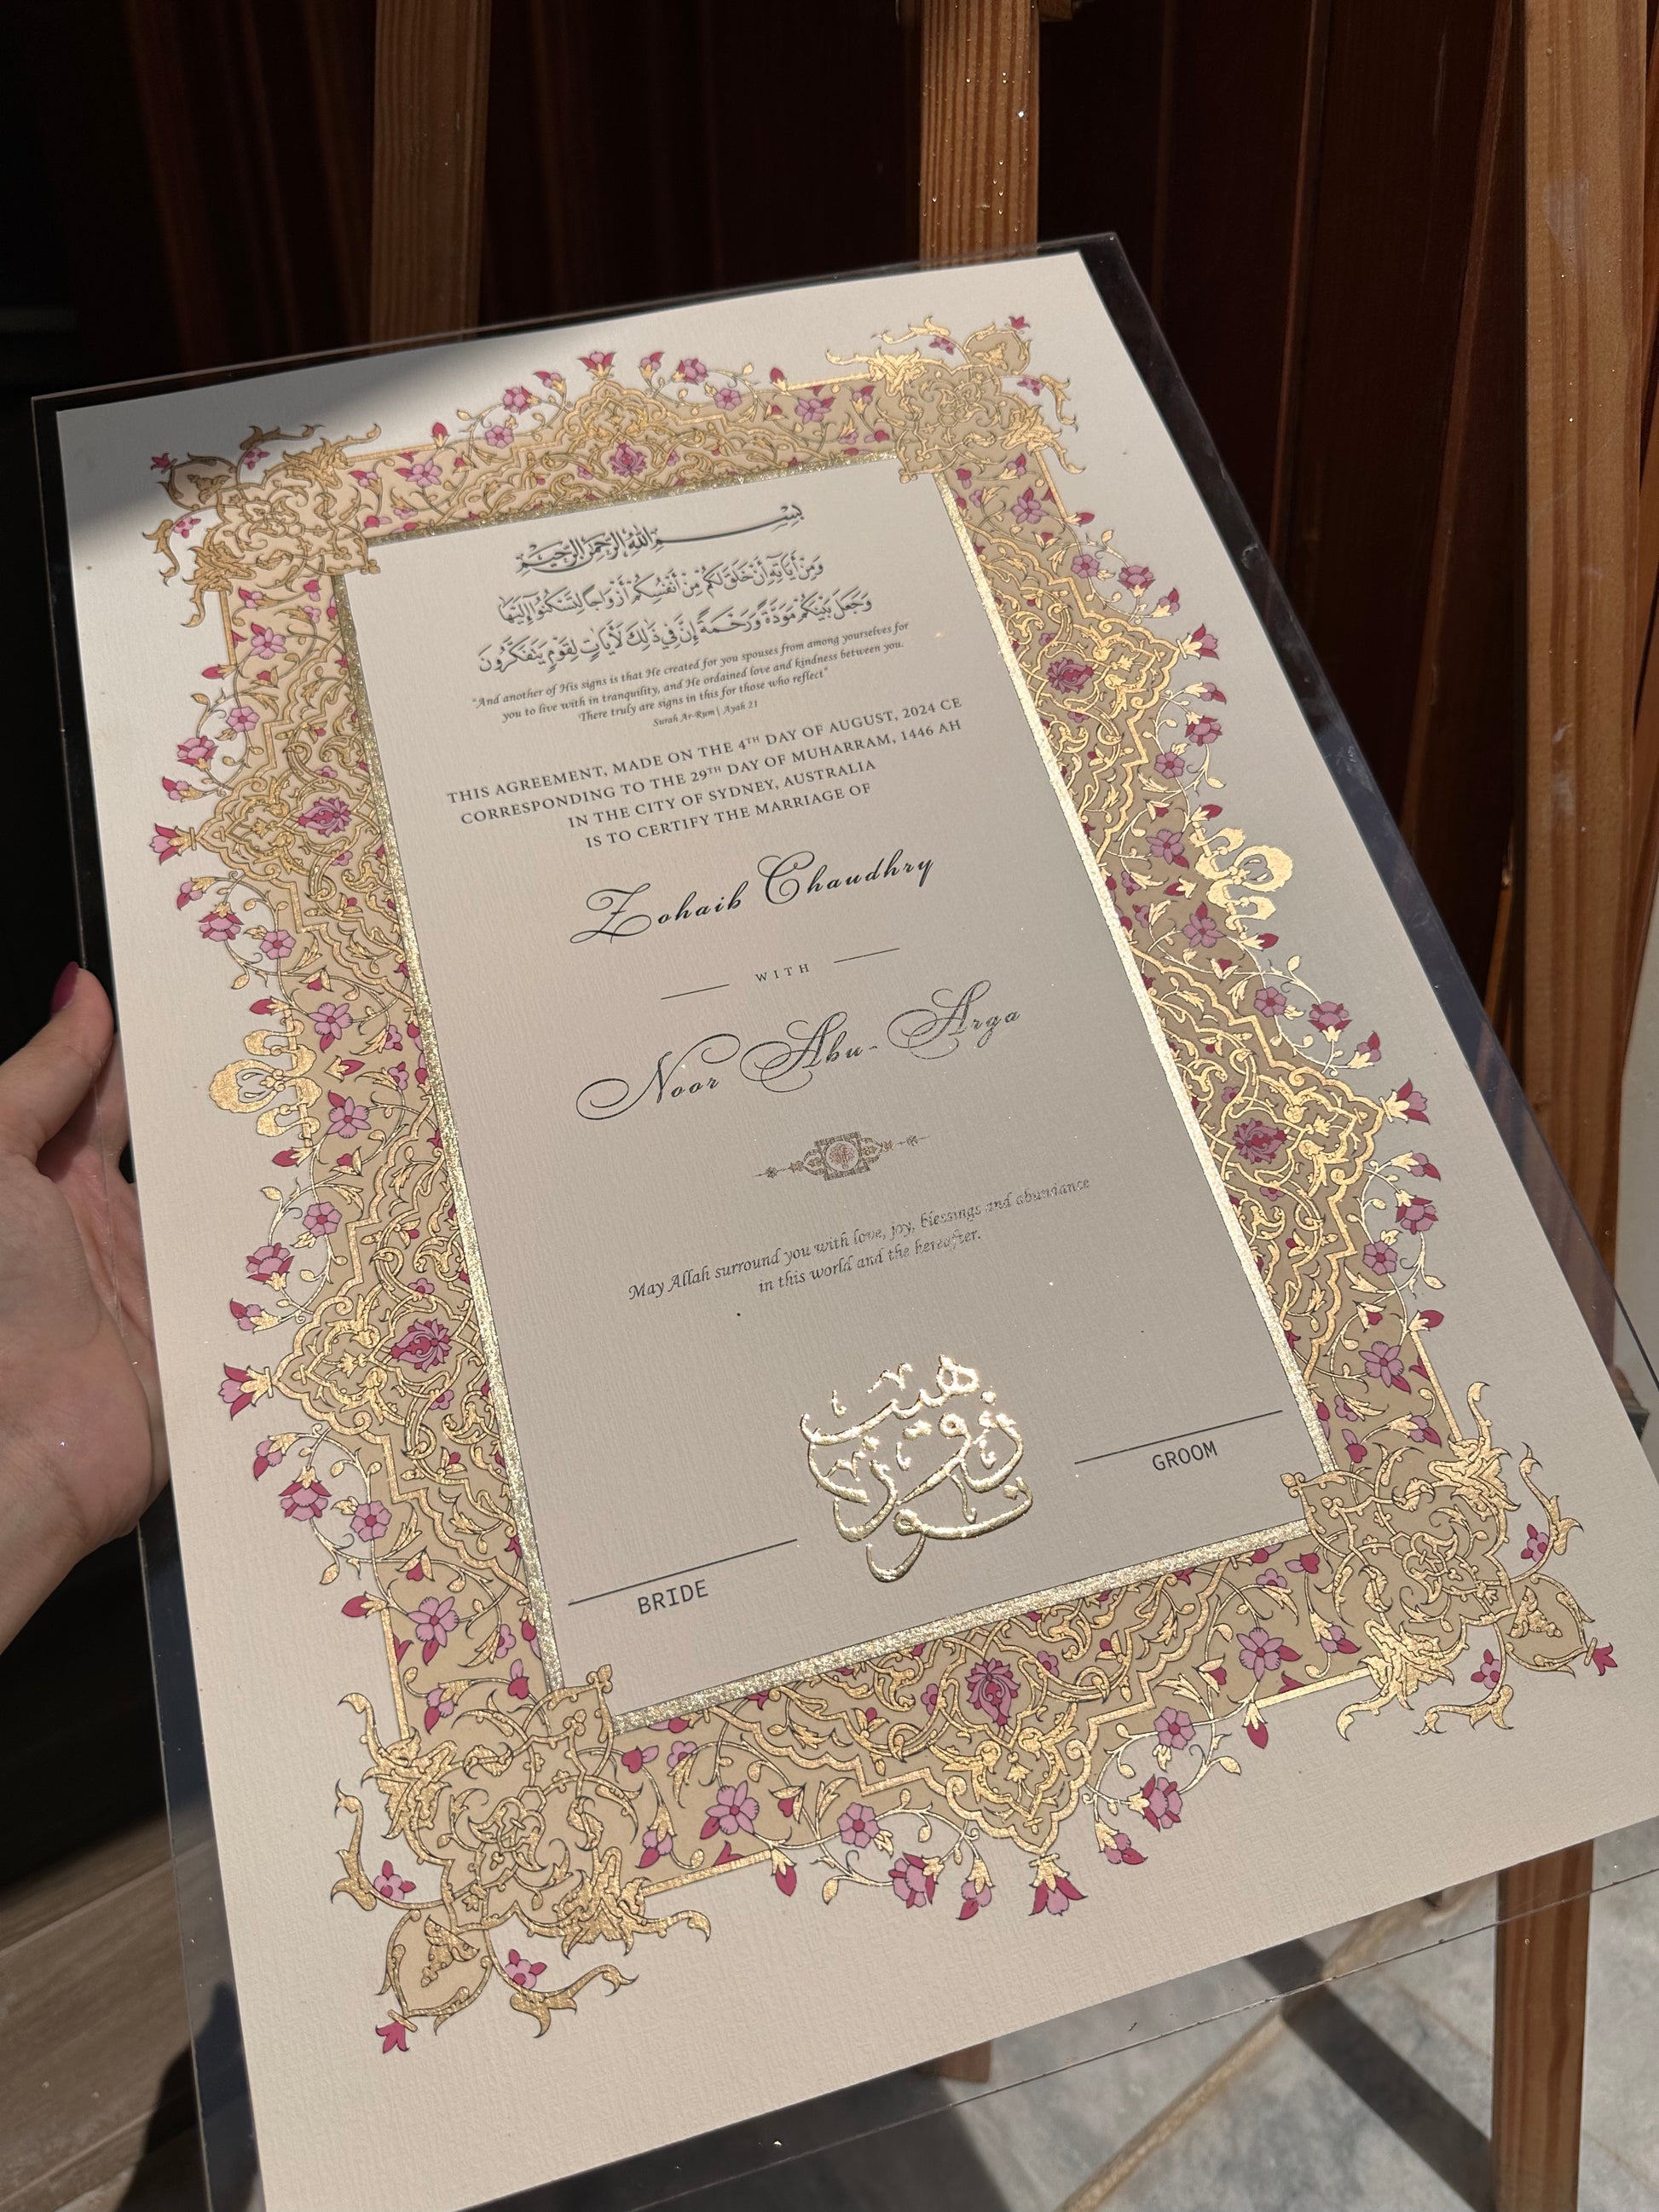 بسم الله الرحمن الرحيم
وَمِنْ آيَاتِهِ أَنْ خَلَقَ لَكُمْ مِنْ أَنْفُسِكُمْ أَزْوَاجًا لِتَسْكُنُوا إِلَيْهَا
وَجَعَلَ بَيْنَكُمْ مَوَدَّةً وَرَحْمَةً إِنَّ فِي ذَٰلِكَ لَآيَاتٍ لِقَوْمٍ يَتَفَكَّرُونَ
"And another of His signs is that He created for you spouses from among yourselves for
you to live with in tranquility, and He ordained love and kindness between you.
There truly are signs in this for those who reflect"
Surah Ar-Rum | Ayah 21
THIS AGREEMENT, MADE ON THE 4TH DAY OF AUGUST, 2024 CE
CORRESPONDING TO THE 29TH DAY OF MUHARRAM, 1446 AH
IN THE CITY OF SYDNEY, AUSTRALIA
IS TO CERTIFY THE MARRIAGE OF
Zohaib Chaudhry
WITH
Noor Abu-Arga
May Allah surround you with love, joy, blessings and abundance
in this world and the hereafter.
GROOM
BRIDE